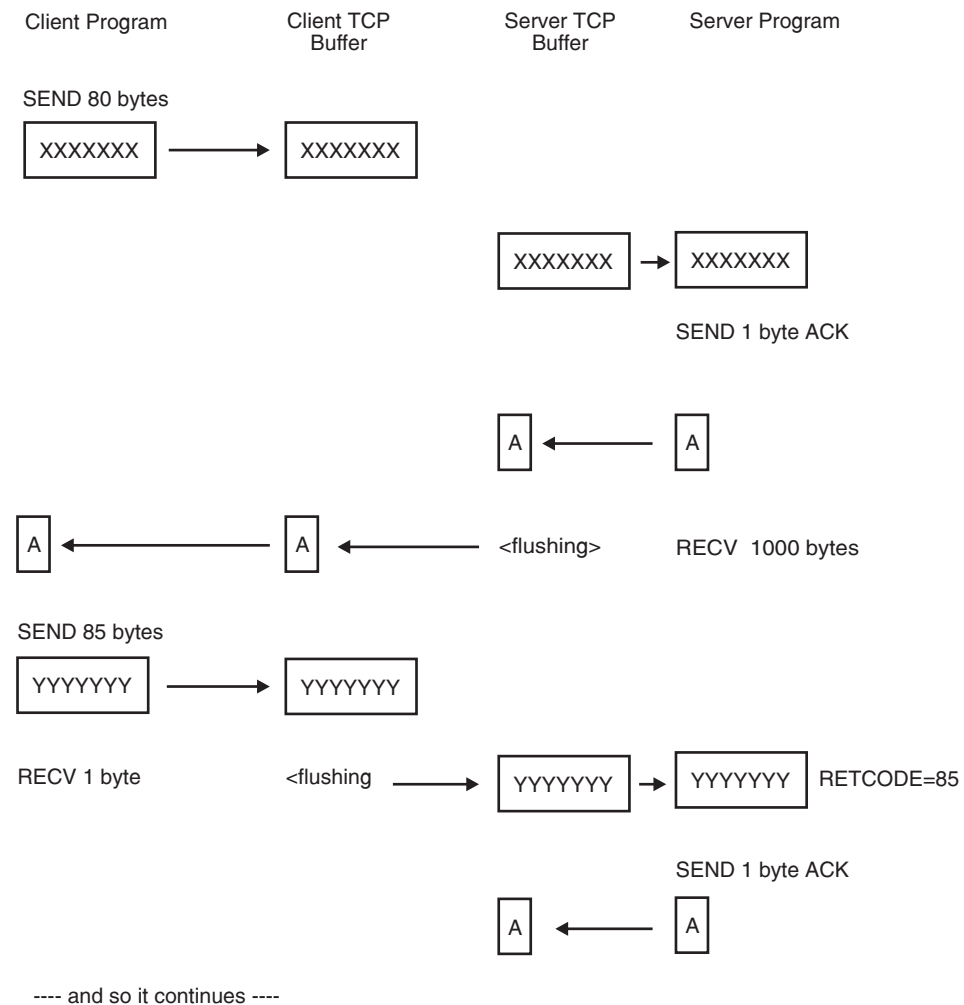 Client Program
Client TCP
Buffer
Server TCP
Buffer
Server Program
SEND 80 bytes
XXXXXXX
XXXXXXX
XXXXXXX
XXXXXXX
SEND 1 byte ACK
A
A
A
A
<flushing>
RECV 1000 bytes
SEND 85 bytes
YYYYYYY
YYYYYYY
RECV 1 byte
<flushing
YYYYYYY
YYYYYYY
RETCODE=85
SEND 1 byte ACK
A
A
---- and so it continues ----